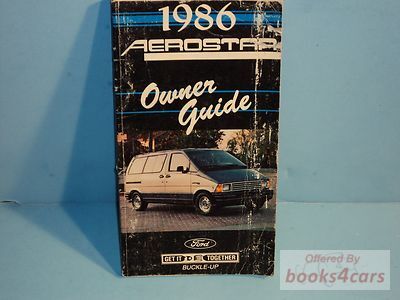 1986
AEROSTAR
Owner
Guide
Ford
GET IT TOGETHER
BUCKLE-UP
Offered By
books4cars